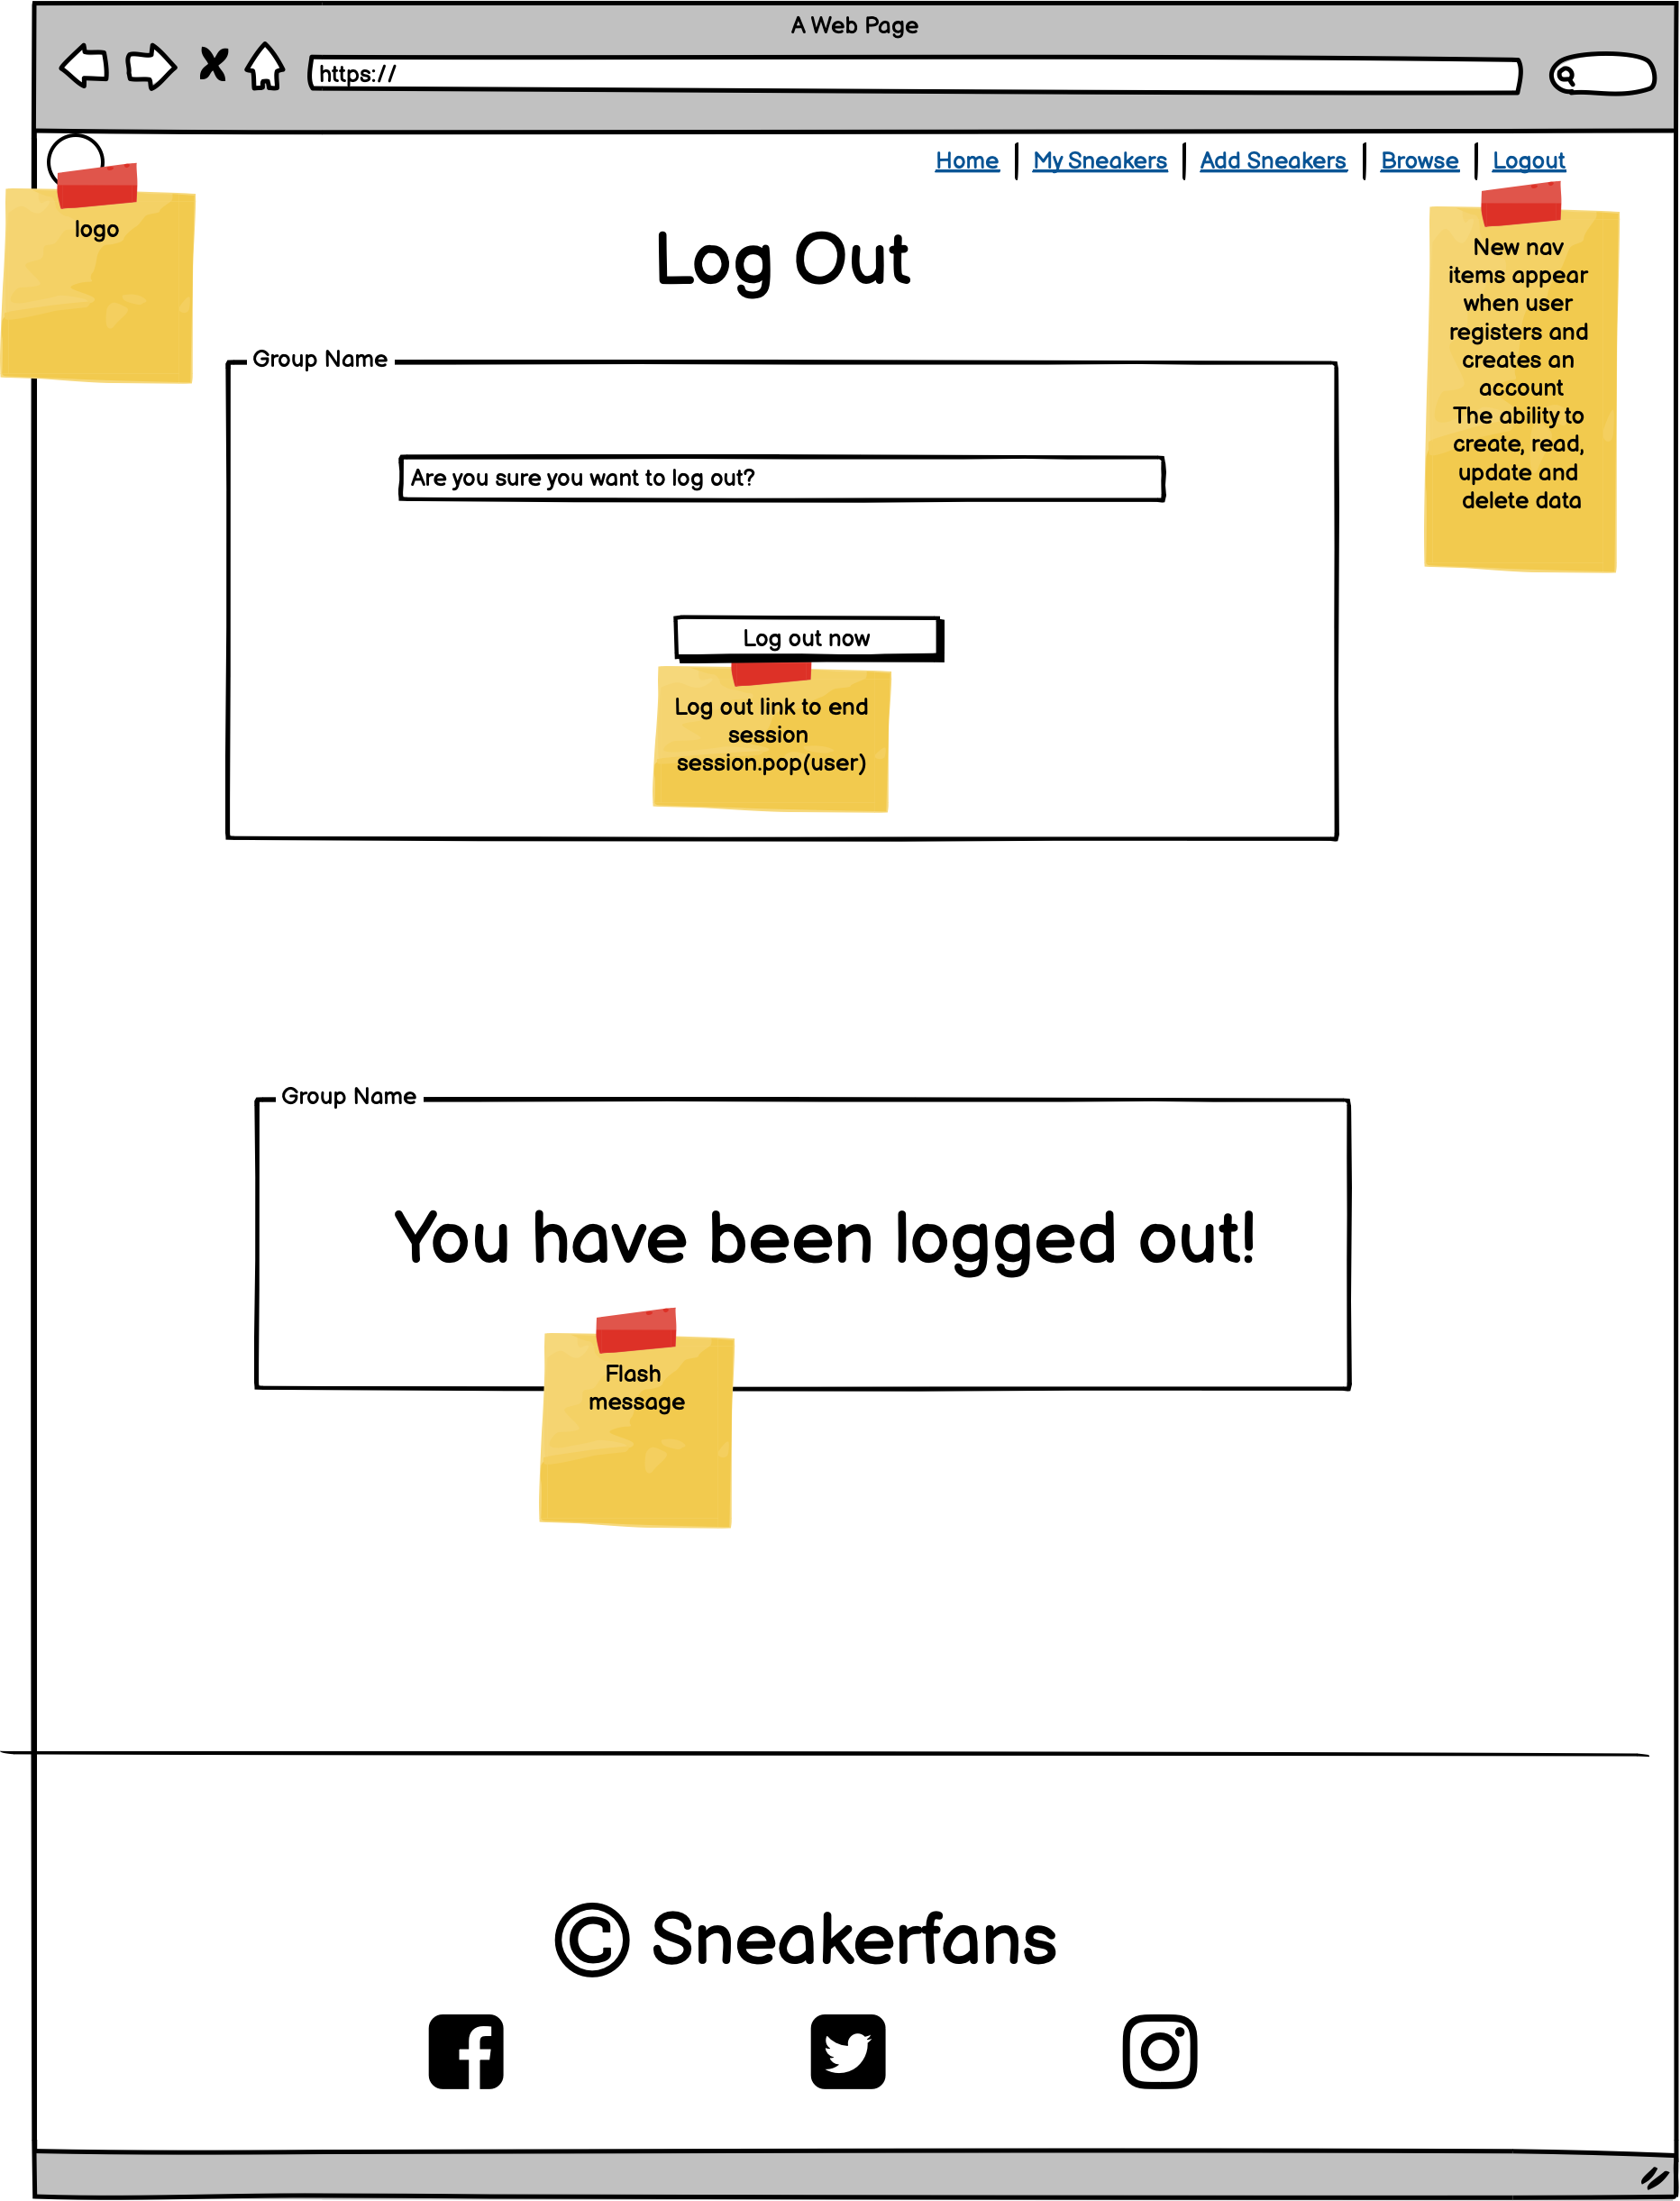 A Web Page
https://
Home My Sneakers Add Sneakers Browse Logout
logo
New nav
items appear
when user
registers and
creates an
account
The ability to
create, read,
update and
delete data
Log Out
Group Name
Are you sure you want to log out?
Log out now
Log out link to end
session
session.pop(user)
Group Name
You have been logged out!
Flash
message
© Sneakerfans